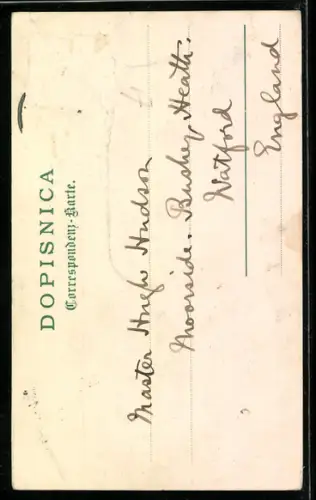 DOPISNICA
Correspondenz-Karte.
Master Hugh Hudson
Moorside. Bushey Heath.
Watford
England